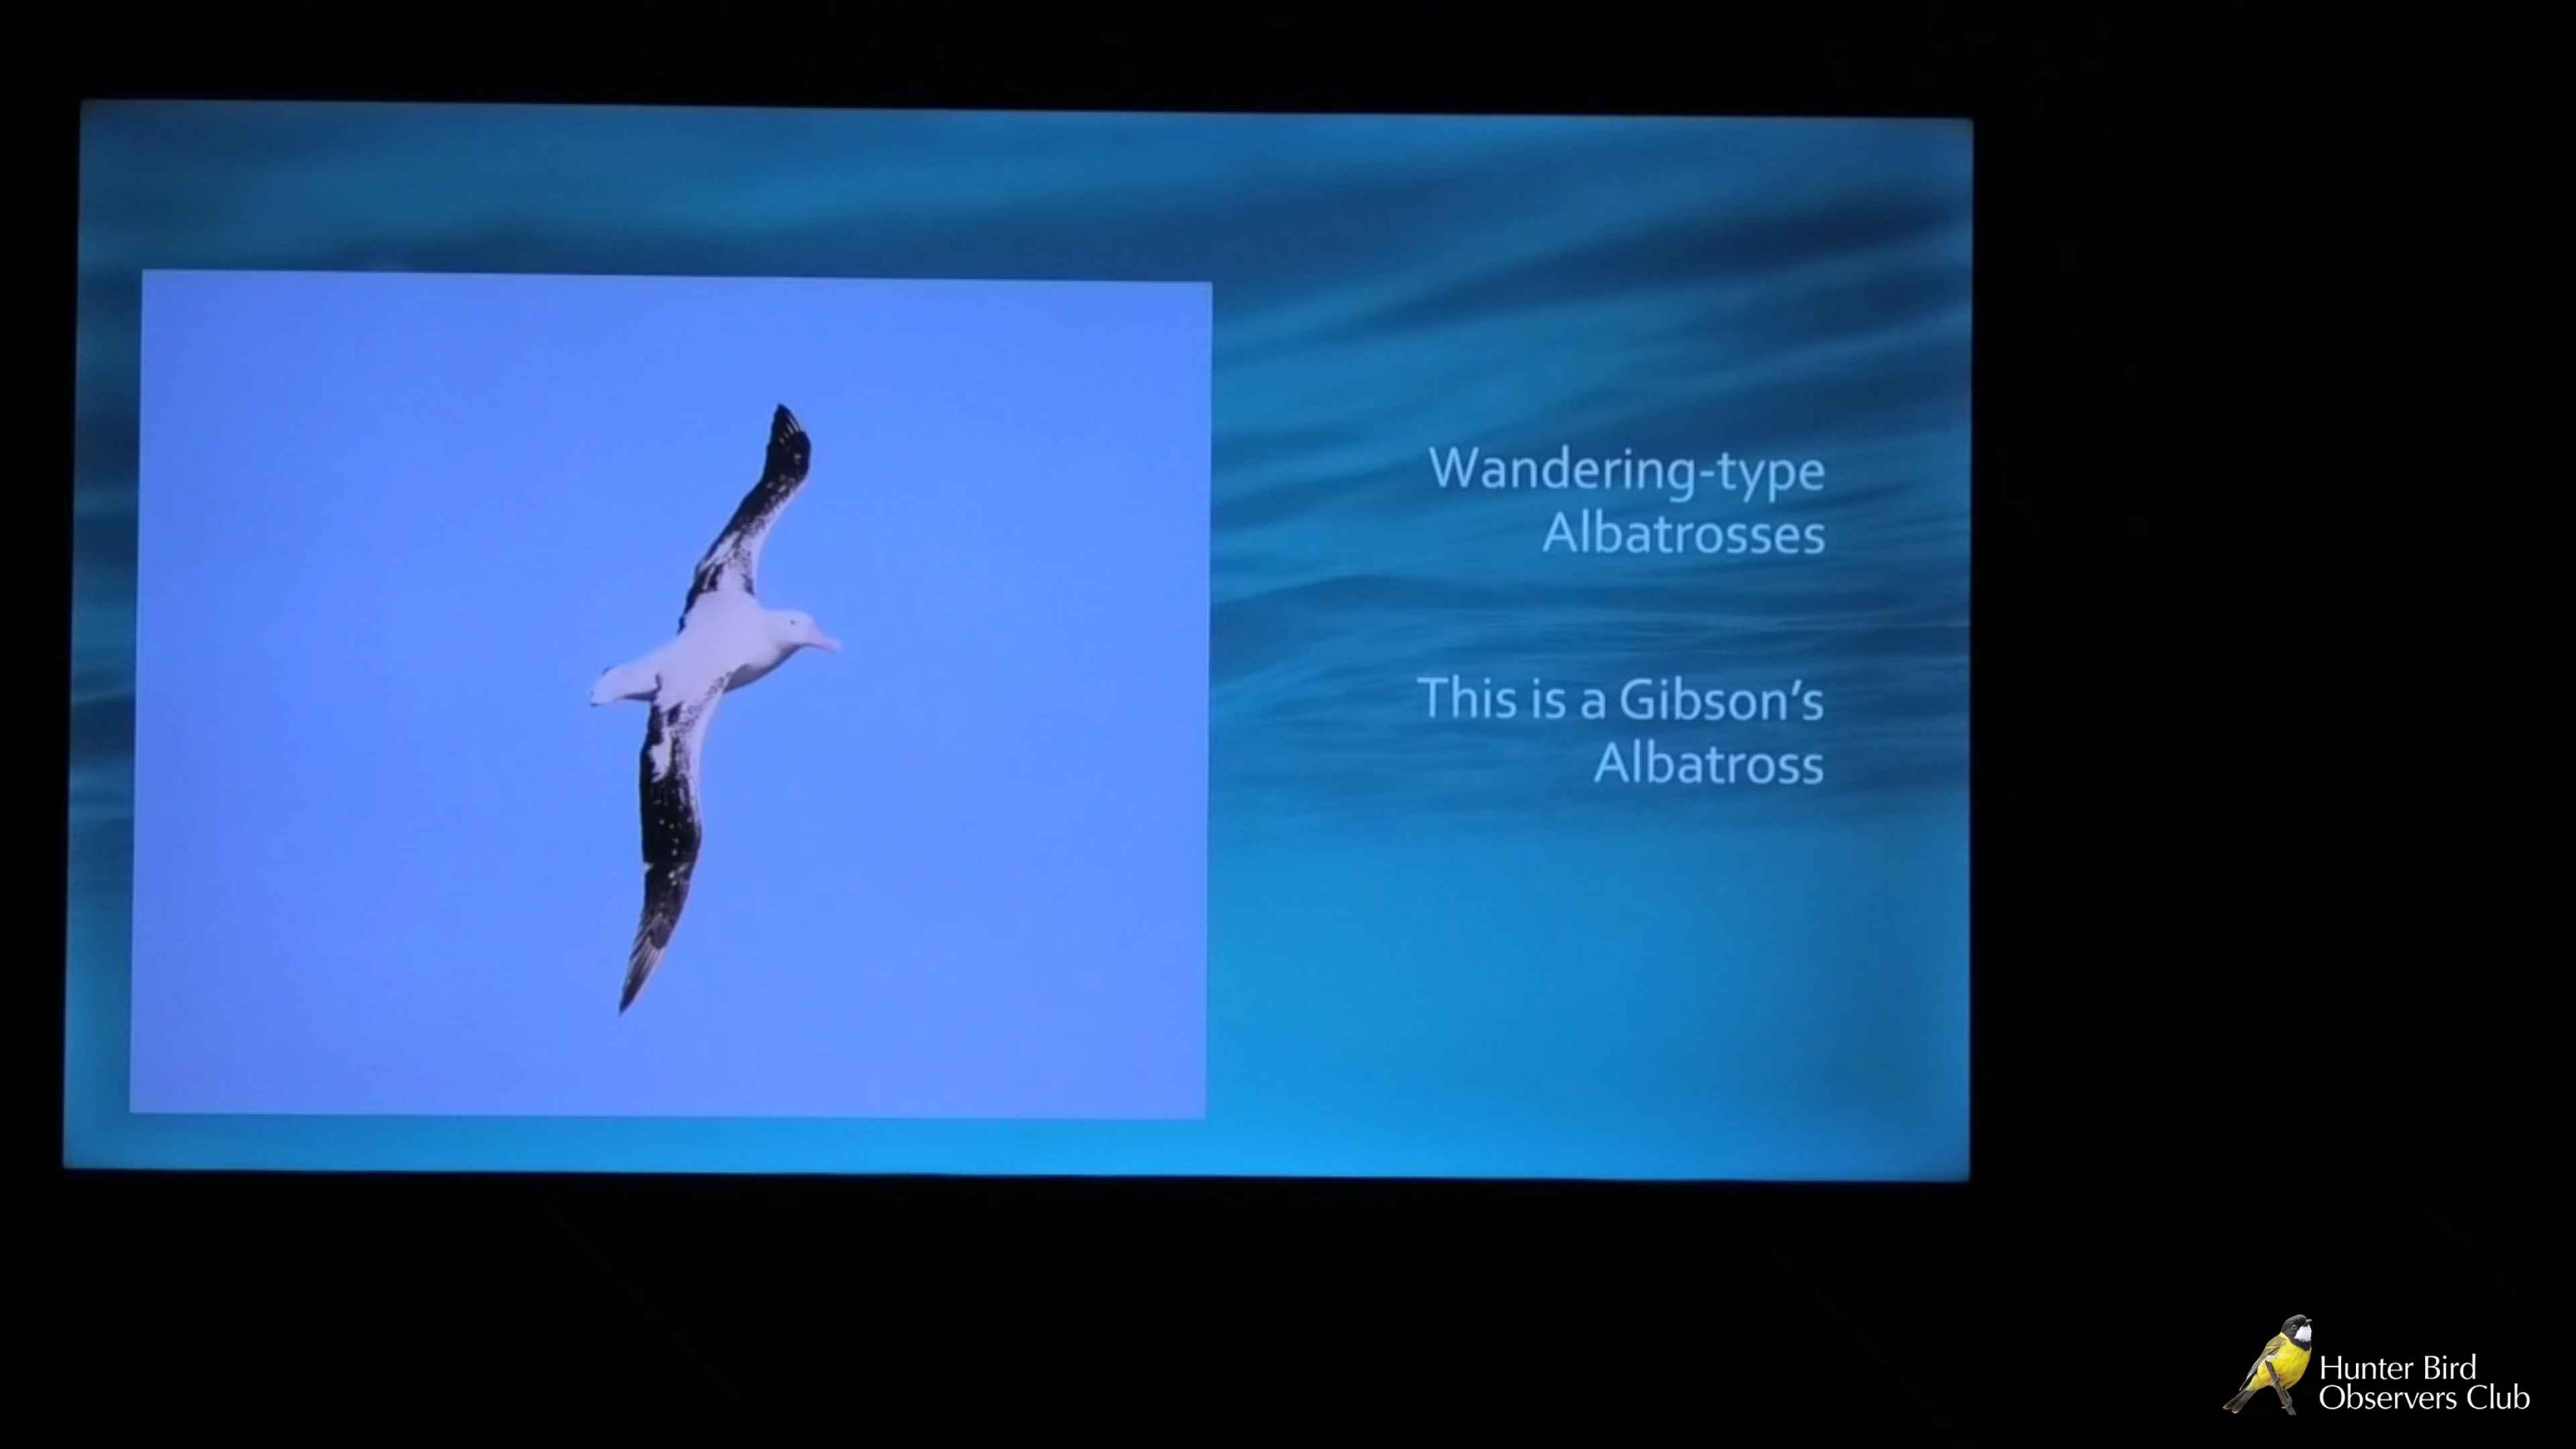 Wandering-type
Albatrosses
This is a Gibson's
Albatross
Hunter Bird
Observers Club